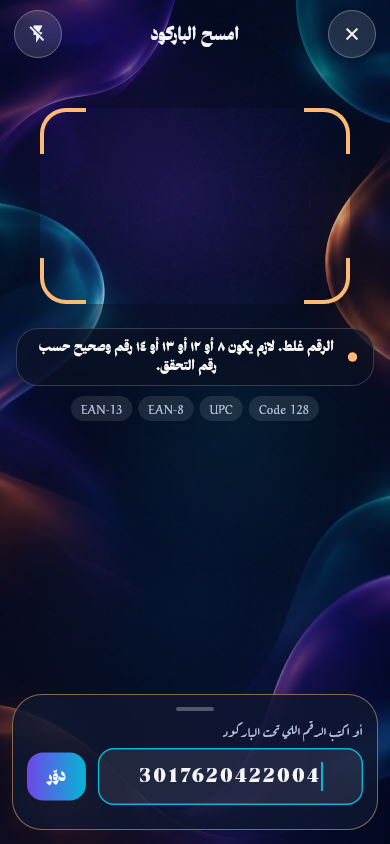 امسح الباركود
الرقم غلط. لازم يكون ٨ أو ١٢ أو ١٣ أو ١٤ رقم وصحيح حسب
رقم التحقق.
EAN-13 EAN-8 UPC Code 128
أو اكتب الرقم اللي تحت الباركود
3017620422004
دوّر